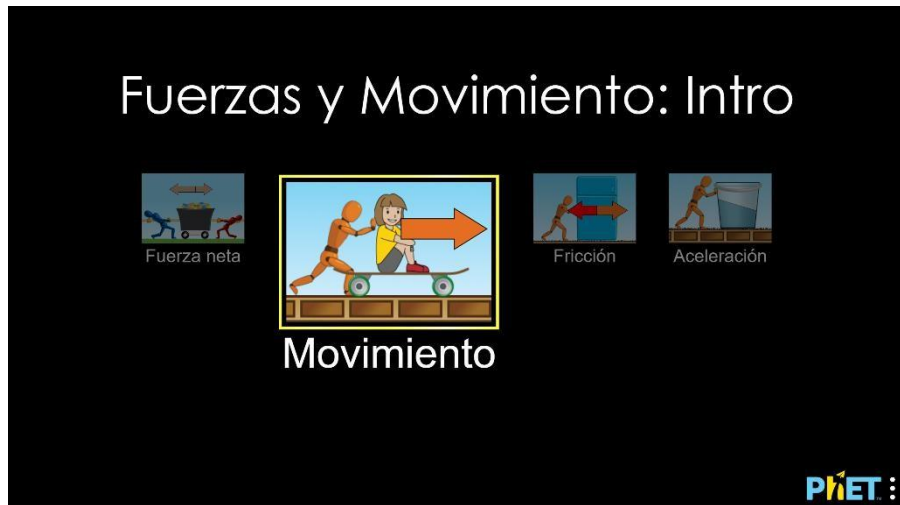 Fuerzas y Movimiento: Intro
Fuerza neta
Movimiento
Fricción
Aceleración
PhET